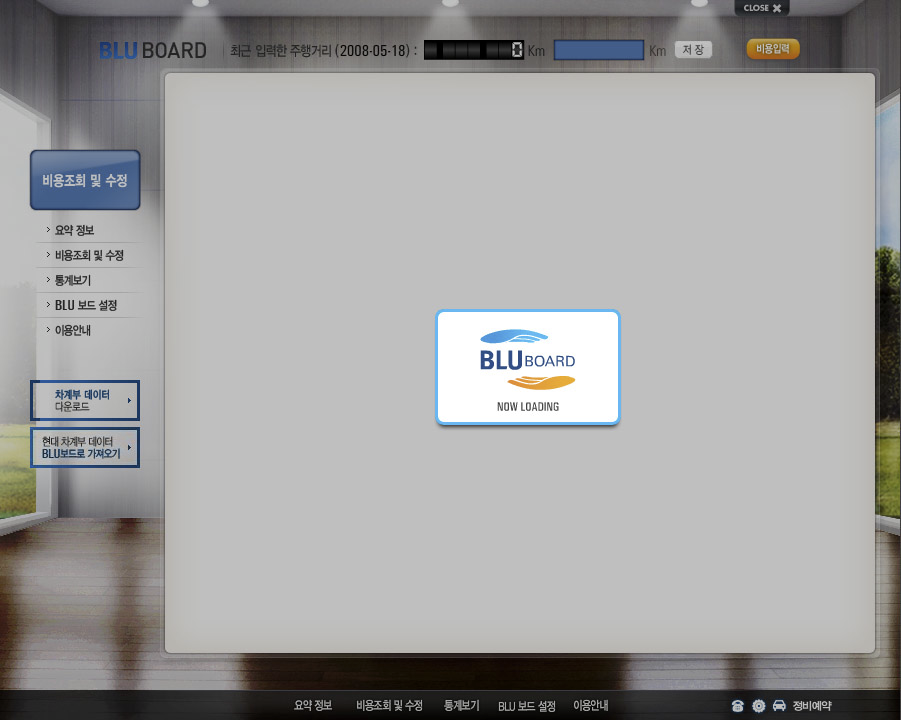 CLOSE
BLU BOARD 최근 입력한 주행거리 (2008-05-18) : 0 Km Km 저장 비용입력
비용조회 및 수정
요약 정보
비용조회 및 수정
통계보기
BLU 보드 설정
이용안내
차계부 데이터
다운로드
현대 차계부 데이터
BLU보드로 가져오기
BLUBOARD
NOW LOADING
요약 정보 비용조회 및 수정 통계보기 BLU 보드 설정 이용안내 정비예약